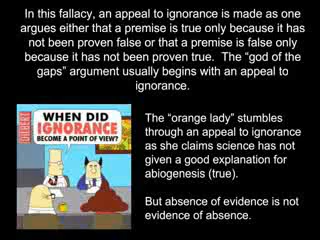 In this fallacy, an appeal to ignorance is made as one
argues either that a premise is true only because it has
not been proven false or that a premise is false only
because it has not been proven true. The “god of the
gaps” argument usually begins with an appeal to
ignorance.
DILBERT
WHEN DID
IGNORANCE
BECOME A POINT OF VIEW?
The “orange lady” stumbles
through an appeal to ignorance
as she claims science has not
given a good explanation for
abiogenesis (true).
But absence of evidence is not
evidence of absence.